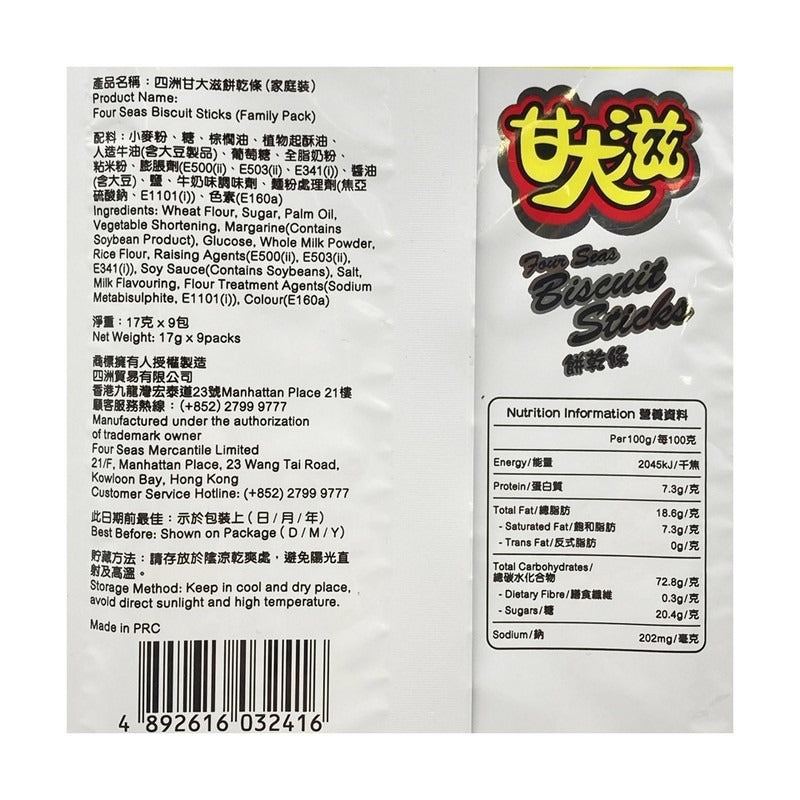 產品名稱：四洲甘大滋餅乾條 (家庭裝)
Product Name:
Four Seas Biscuit Sticks (Family Pack)
配料：小麥粉、糖、棕櫚油、植物起酥油、
人造牛油(含大豆製品)、葡萄糖、全脂奶粉、
粘米粉、膨脹劑(E500(ii)、E503(ii)、E341(i))、醬油
(含大豆)、鹽、牛奶味調味劑、麵粉處理劑(焦亞
硫酸鈉、E1101(i))、色素(E160a)
Ingredients: Wheat Flour, Sugar, Palm Oil,
Vegetable Shortening, Margarine(Contains
Soybean Product), Glucose, Whole Milk Powder,
Rice Flour, Raising Agents(E500(ii), E503(ii),
E341(i)), Soy Sauce(Contains Soybeans), Salt,
Milk Flavouring, Flour Treatment Agents(Sodium
Metabisulphite, E1101(i)), Colour(E160a)
淨重：17克 x 9包
Net Weight: 17g x 9packs
商標擁有人授權製造
四洲貿易有限公司
香港九龍灣宏泰道23號Manhattan Place 21樓
顧客服務熱線：(+852) 2799 9777
Manufactured under the authorization
of trademark owner
Four Seas Mercantile Limited
21/F, Manhattan Place, 23 Wang Tai Road,
Kowloon Bay, Hong Kong
Customer Service Hotline: (+852) 2799 9777
此日期前最佳：示於包裝上 ( 日 / 月 / 年 )
Best Before: Shown on Package ( D / M / Y )
貯藏方法：請存放於陰涼乾爽處，避免陽光直
射及高溫。
Storage Method: Keep in cool and dry place,
avoid direct sunlight and high temperature.
Made in PRC
4 892616 032416
甘大滋
Four Seas
Biscuit
Sticks
餅乾條
Nutrition Information 營養資料
Per100g/每100克
Energy/能量 2045kJ/千焦
Protein/蛋白質 7.3g/克
Total Fat/總脂肪 18.6g/克
- Saturated Fat/飽和脂肪 7.3g/克
- Trans Fat/反式脂肪 0g/克
Total Carbohydrates/
總碳水化合物 72.8g/克
- Dietary Fibre/膳食纖維 0.3g/克
- Sugars/糖 20.4g/克
Sodium/鈉 202mg/毫克